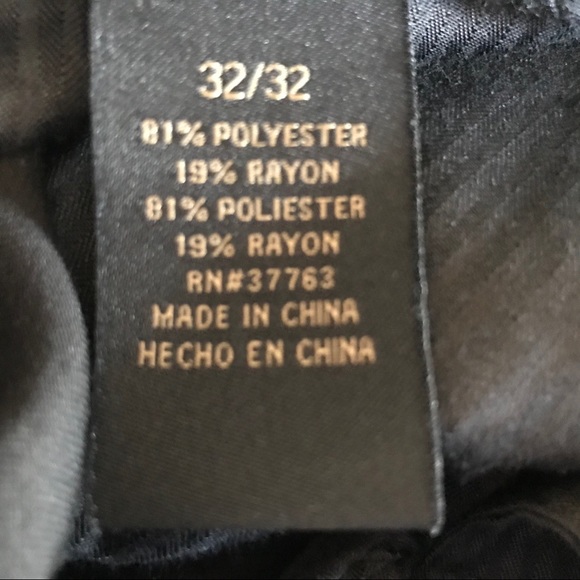 32/32
81% POLYESTER
19% RAYON
81% POLIESTER
19% RAYON
RN#37763
MADE IN CHINA
HECHO EN CHINA